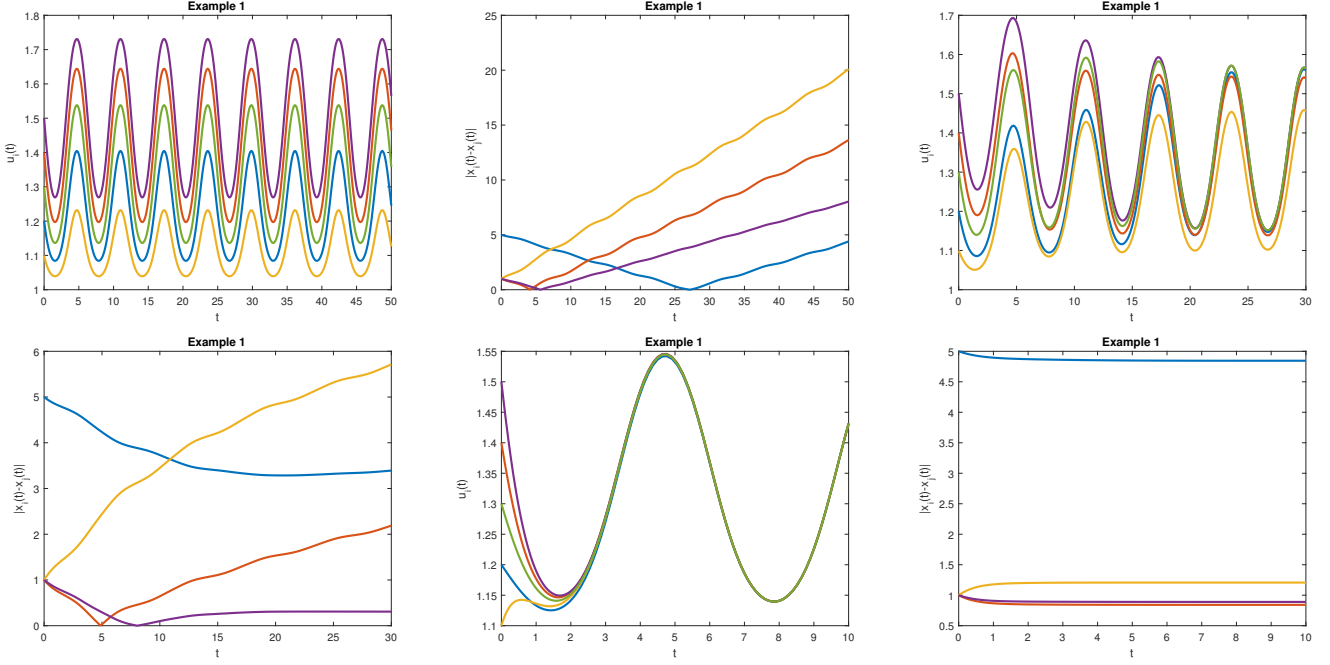 Example 1
1.8
1.7
1.6
1.5
1.4
1.3
1.2
1.1
1
u_i(t)
0 5 10 15 20 25 30 35 40 45 50
t
Example 1
25
20
15
10
5
0
|x_i(t)-x_j(t)|
0 5 10 15 20 25 30 35 40 45 50
t
Example 1
1.7
1.6
1.5
1.4
1.3
1.2
1.1
1
u_i(t)
0 5 10 15 20 25 30
t
Example 1
6
5
4
3
2
1
0
|x_i(t)-x_j(t)|
0 5 10 15 20 25 30
t
Example 1
1.55
1.5
1.45
1.4
1.35
1.3
1.25
1.2
1.15
1.1
u_i(t)
0 1 2 3 4 5 6 7 8 9 10
t
Example 1
5
4.5
4
3.5
3
2.5
2
1.5
1
0.5
|x_i(t)-x_j(t)|
0 1 2 3 4 5 6 7 8 9 10
t